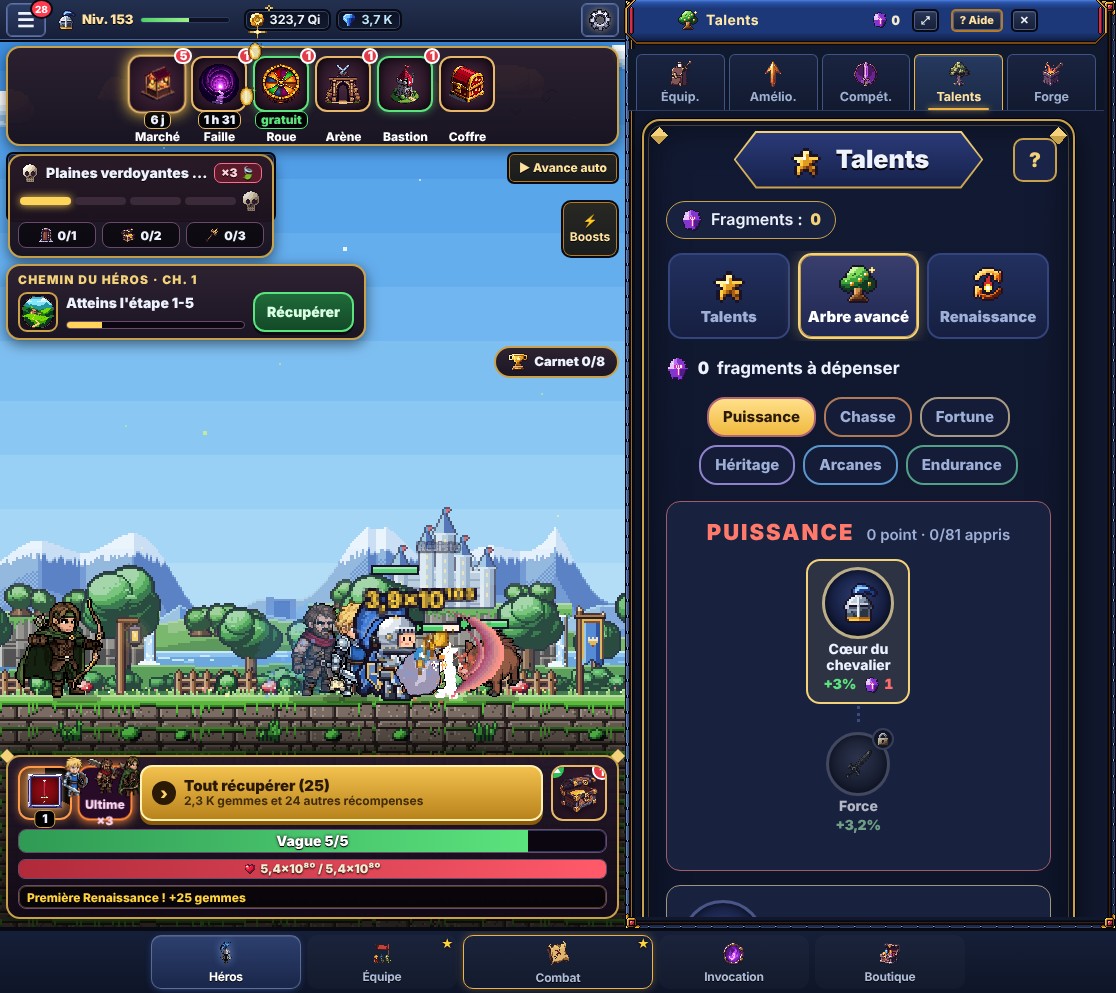 28
Niv. 153
323,7 Qi
3,7 K
Talents
0
? Aide
×
5
1
1
1
1
6 j
1 h 31
gratuit
Marché
Faille
Roue
Arène
Bastion
Coffre
Équip.
Amélio.
Compét.
Talents
Forge
Plaines verdoyantes ...
×3
0/1
0/2
0/3
Avance auto
Boosts
CHEMIN DU HÉROS · CH. 1
Atteins l'étape 1-5
Récupérer
Carnet 0/8
Talents
?
Fragments : 0
Talents
Arbre avancé
Renaissance
0 fragments à dépenser
Puissance
Chasse
Fortune
Héritage
Arcanes
Endurance
PUISSANCE 0 point · 0/81 appris
Cœur du
chevalier
+3% 1
Force
+3,2%
1
Ultime
×3
Tout récupérer (25)
2,3 K gemmes et 24 autres récompenses
Vague 5/5
5,4×10⁸⁰ / 5,4×10⁸⁰
Première Renaissance ! +25 gemmes
Héros
Équipe
Combat
Invocation
Boutique